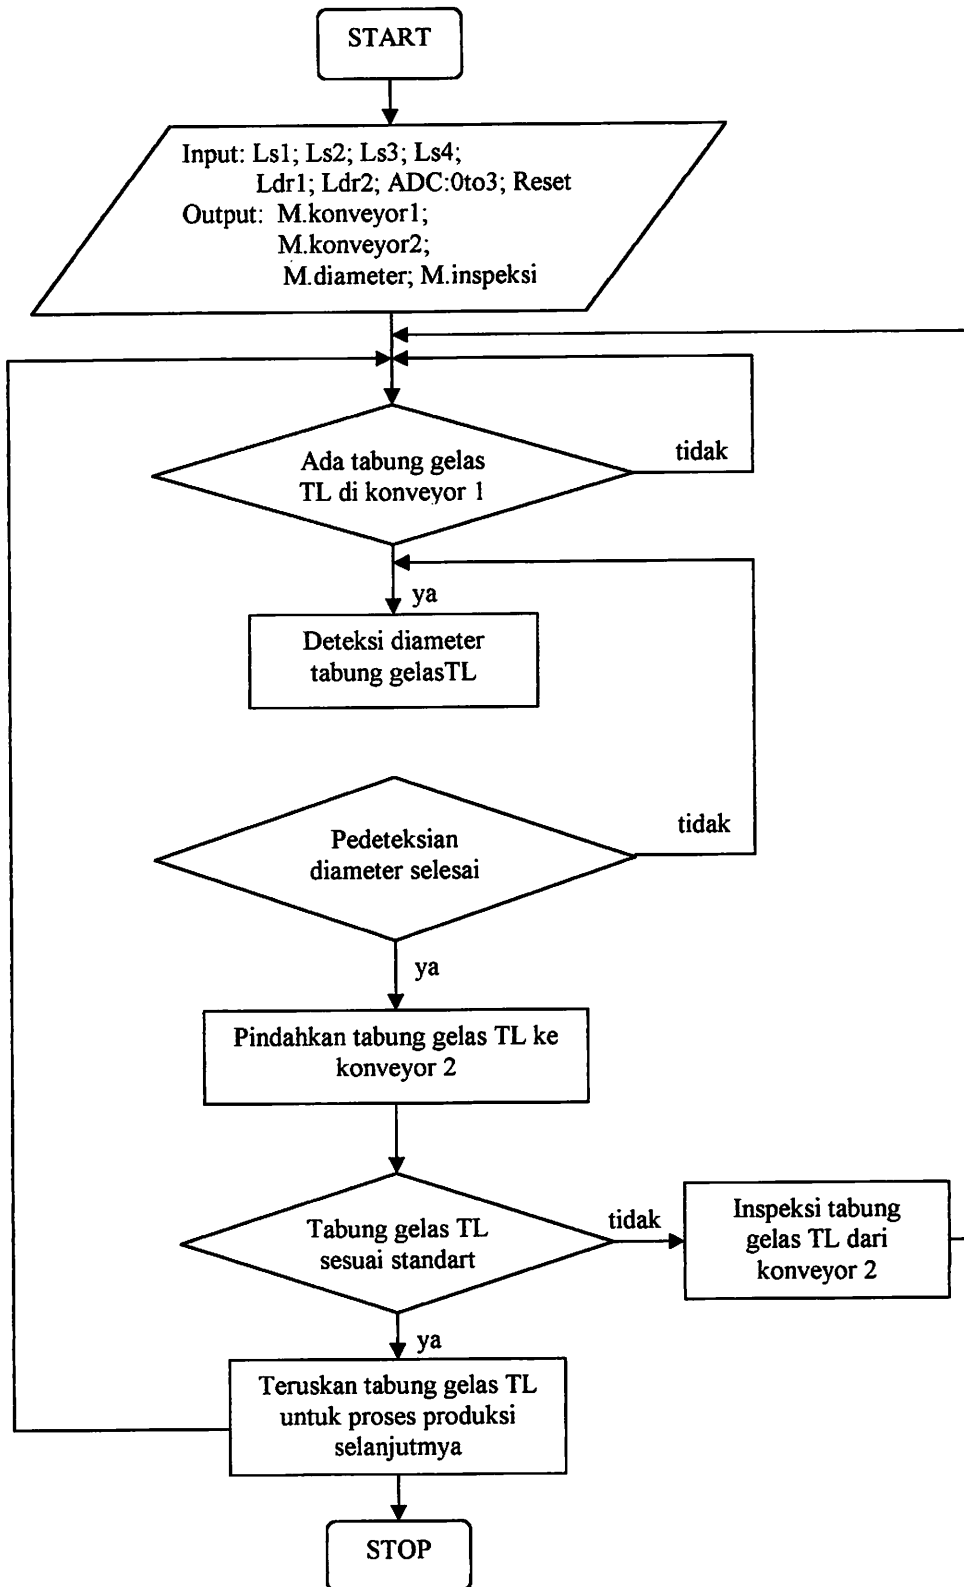 START
Input: Ls1; Ls2; Ls3; Ls4;
Ldr1; Ldr2; ADC:0to3; Reset
Output: M.konveyor1;
M.konveyor2;
M.diameter; M.inspeksi
Ada tabung gelas
TL di konveyor 1
tidak
ya
Deteksi diameter
tabung gelasTL
Pedeteksian
diameter selesai
tidak
ya
Pindahkan tabung gelas TL ke
konveyor 2
Tabung gelas TL
sesuai standart
tidak
Inspeksi tabung
gelas TL dari
konveyor 2
ya
Teruskan tabung gelas TL
untuk proses produksi
selanjutmya
STOP